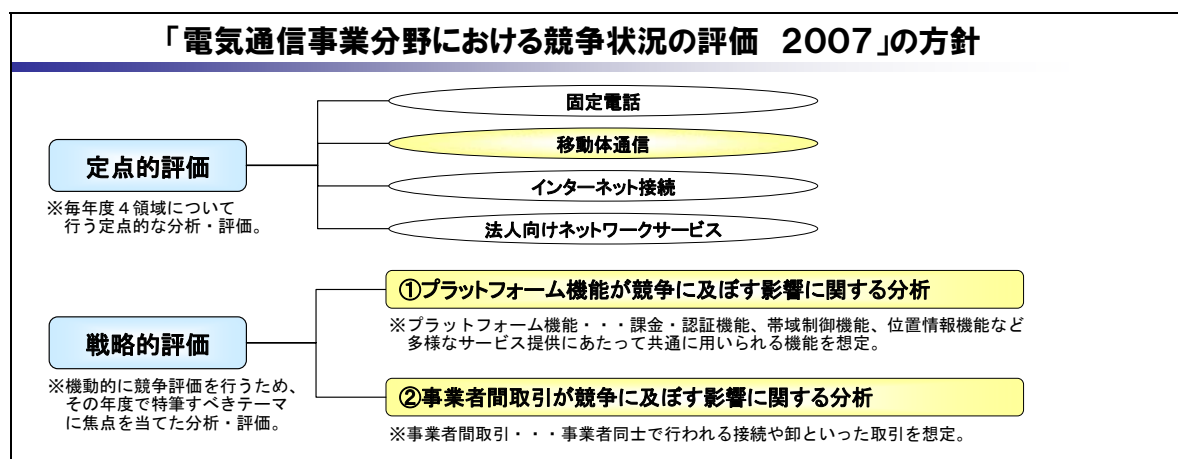 「電気通信事業分野における競争状況の評価 2007」の方針
固定電話
移動体通信
定点的評価
インターネット接続
※毎年度４領域について
行う定点的な分析・評価。
法人向けネットワークサービス
①プラットフォーム機能が競争に及ぼす影響に関する分析
※プラットフォーム機能・・・課金・認証機能、帯域制御機能、位置情報機能など
多様なサービス提供にあたって共通に用いられる機能を想定。
戦略的評価
※機動的に競争評価を行うため、
その年度で特筆すべきテーマ
に焦点を当てた分析・評価。
②事業者間取引が競争に及ぼす影響に関する分析
※事業者間取引・・・事業者同士で行われる接続や卸といった取引を想定。